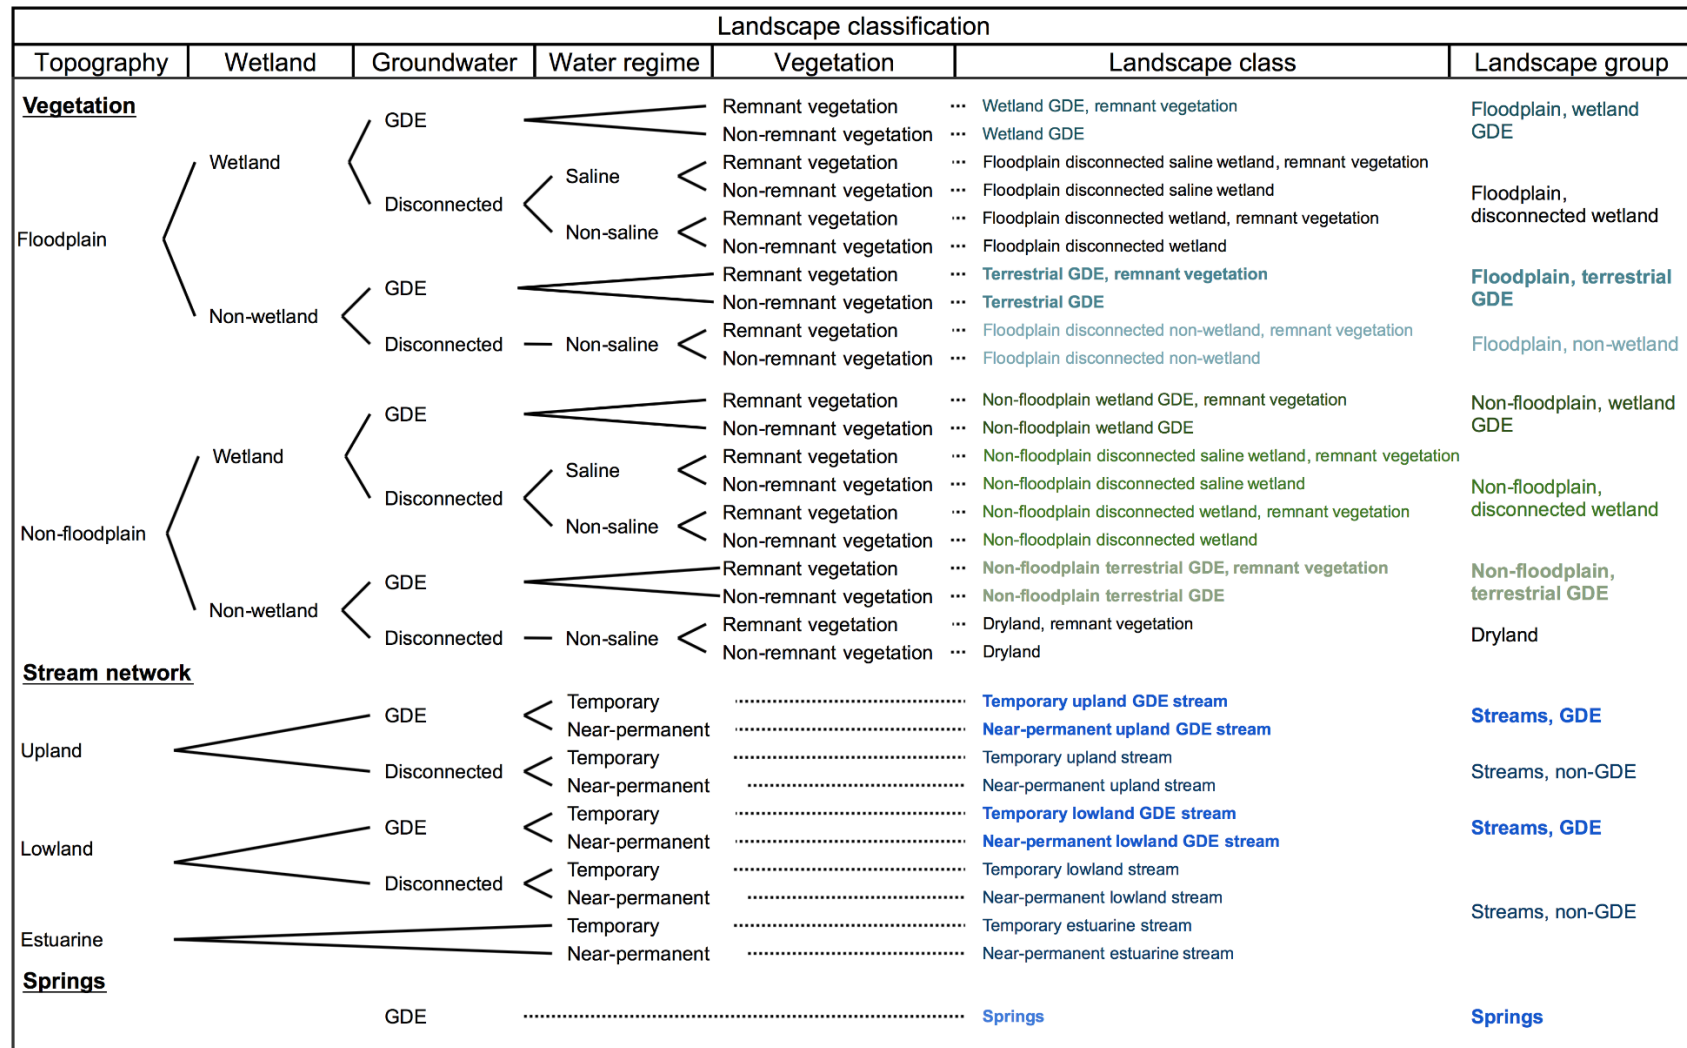 Landscape classification
Topography Wetland Groundwater Water regime Vegetation Landscape class Landscape group
Vegetation
Remnant vegetation ··· Wetland GDE, remnant vegetation
Floodplain, wetland
GDE
GDE
Non-remnant vegetation ··· Wetland GDE
Wetland
Remnant vegetation ··· Floodplain disconnected saline wetland, remnant vegetation
Saline
Non-remnant vegetation ··· Floodplain disconnected saline wetland
Floodplain,
disconnected wetland
Disconnected
Remnant vegetation ··· Floodplain disconnected wetland, remnant vegetation
Non-saline
Floodplain
Non-remnant vegetation ··· Floodplain disconnected wetland
Remnant vegetation ··· Terrestrial GDE, remnant vegetation
Floodplain, terrestrial
GDE
GDE
Non-remnant vegetation ··· Terrestrial GDE
Non-wetland
Remnant vegetation ··· Floodplain disconnected non-wetland, remnant vegetation
Disconnected Non-saline Floodplain, non-wetland
Non-remnant vegetation ··· Floodplain disconnected non-wetland
Remnant vegetation ··· Non-floodplain wetland GDE, remnant vegetation
Non-floodplain, wetland
GDE
GDE
Non-remnant vegetation ··· Non-floodplain wetland GDE
Wetland
Remnant vegetation ··· Non-floodplain disconnected saline wetland, remnant vegetation
Saline
Non-remnant vegetation ··· Non-floodplain disconnected saline wetland
Non-floodplain,
disconnected wetland
Disconnected
Remnant vegetation ··· Non-floodplain disconnected wetland, remnant vegetation
Non-saline
Non-floodplain
Non-remnant vegetation ··· Non-floodplain disconnected wetland
Remnant vegetation ··· Non-floodplain terrestrial GDE, remnant vegetation
Non-floodplain,
terrestrial GDE
GDE
Non-remnant vegetation ··· Non-floodplain terrestrial GDE
Non-wetland
Remnant vegetation ··· Dryland, remnant vegetation
Disconnected Non-saline Dryland
Non-remnant vegetation ··· Dryland
Stream network
Temporary Temporary upland GDE stream
GDE Streams, GDE
Near-permanent Near-permanent upland GDE stream
Upland
Temporary Temporary upland stream
Disconnected Streams, non-GDE
Near-permanent Near-permanent upland stream
Temporary Temporary lowland GDE stream
GDE Streams, GDE
Near-permanent Near-permanent lowland GDE stream
Lowland
Temporary Temporary lowland stream
Disconnected
Near-permanent Near-permanent lowland stream
Streams, non-GDE
Temporary Temporary estuarine stream
Estuarine
Near-permanent Near-permanent estuarine stream
Springs
GDE Springs Springs